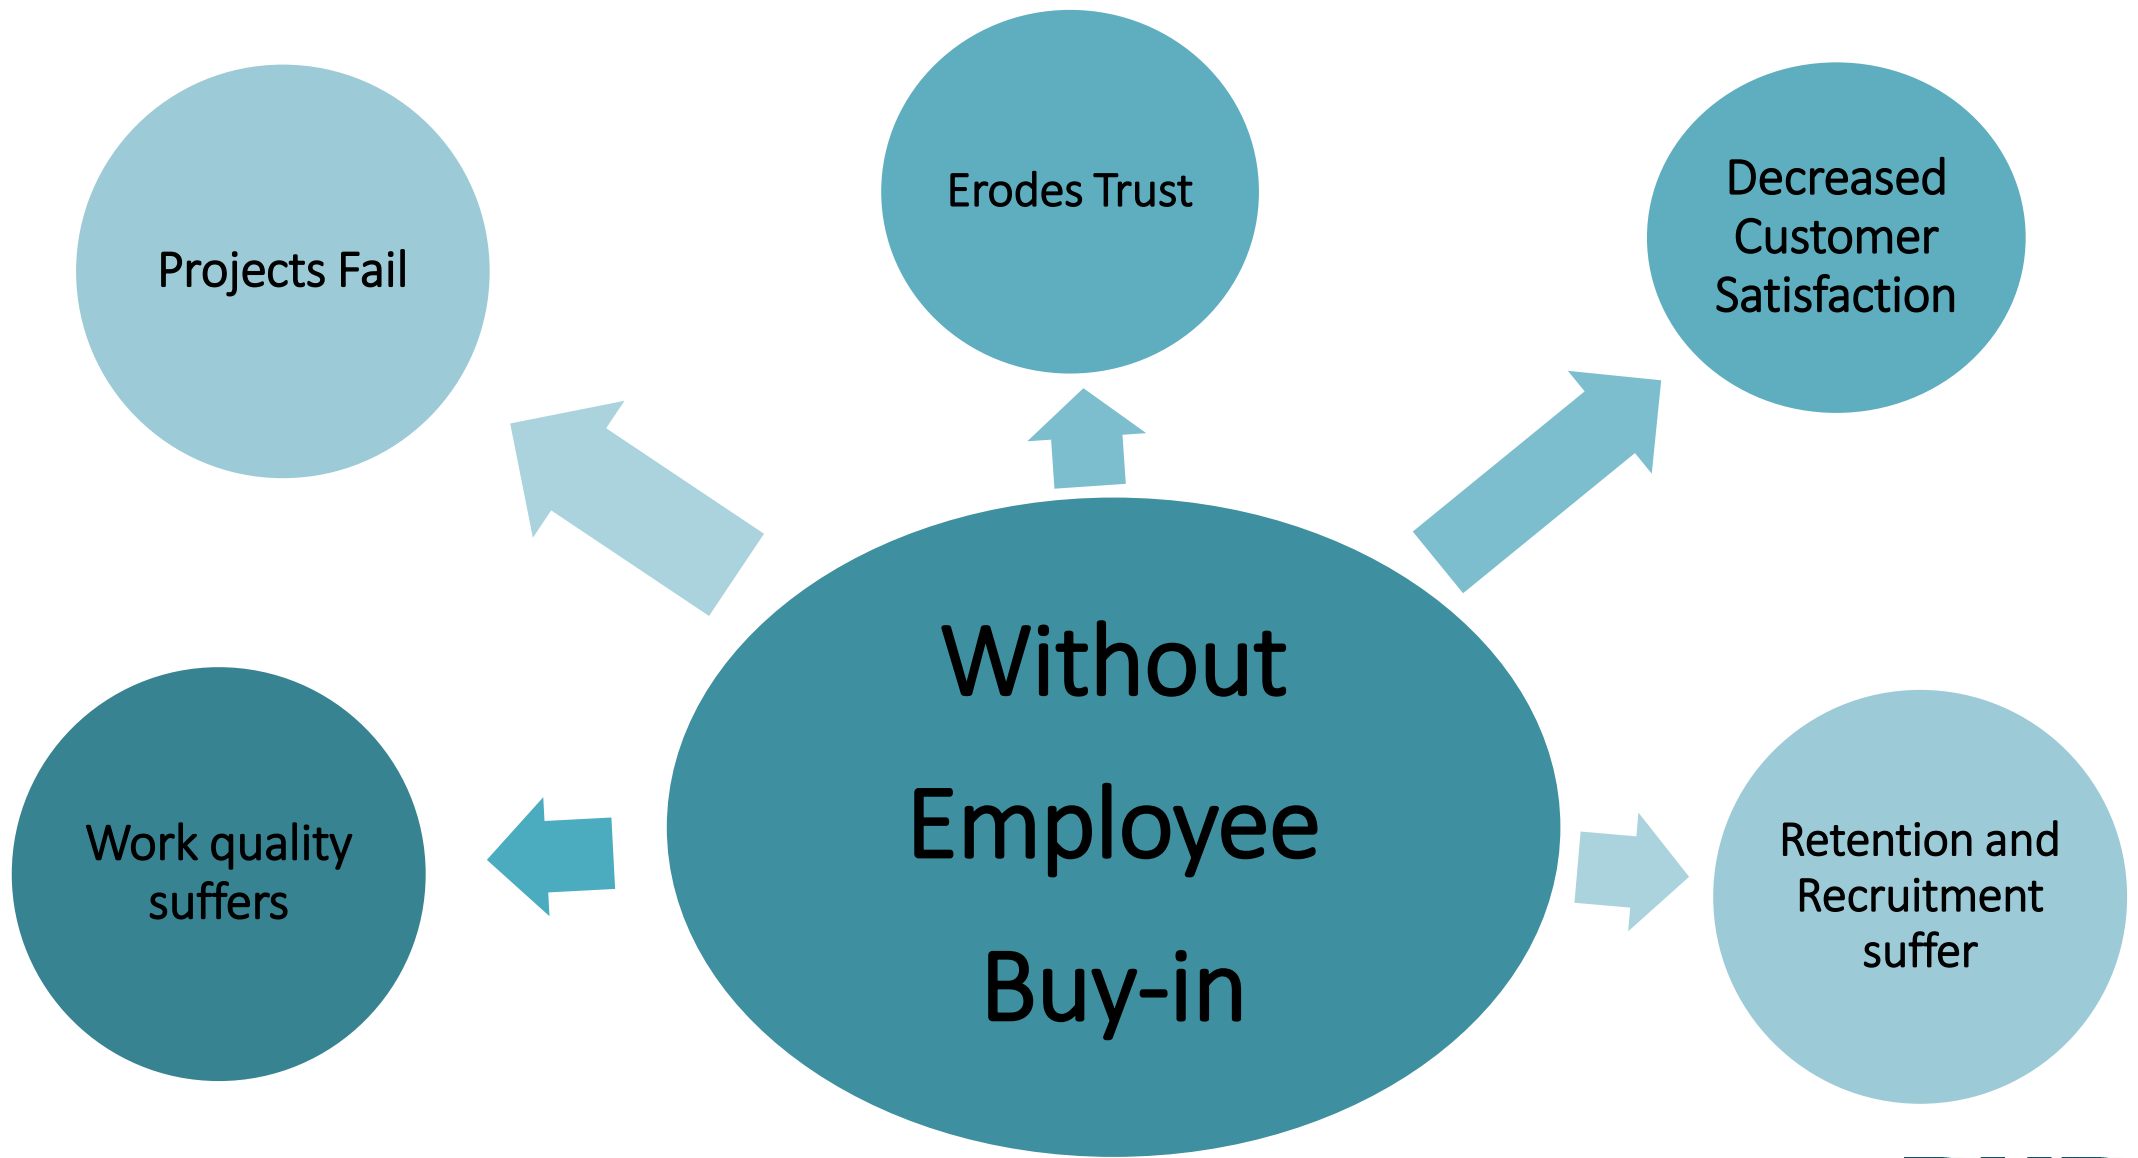 Projects Fail
Erodes Trust
Decreased
Customer
Satisfaction
Without
Employee
Buy-in
Work quality
suffers
Retention and
Recruitment
suffer